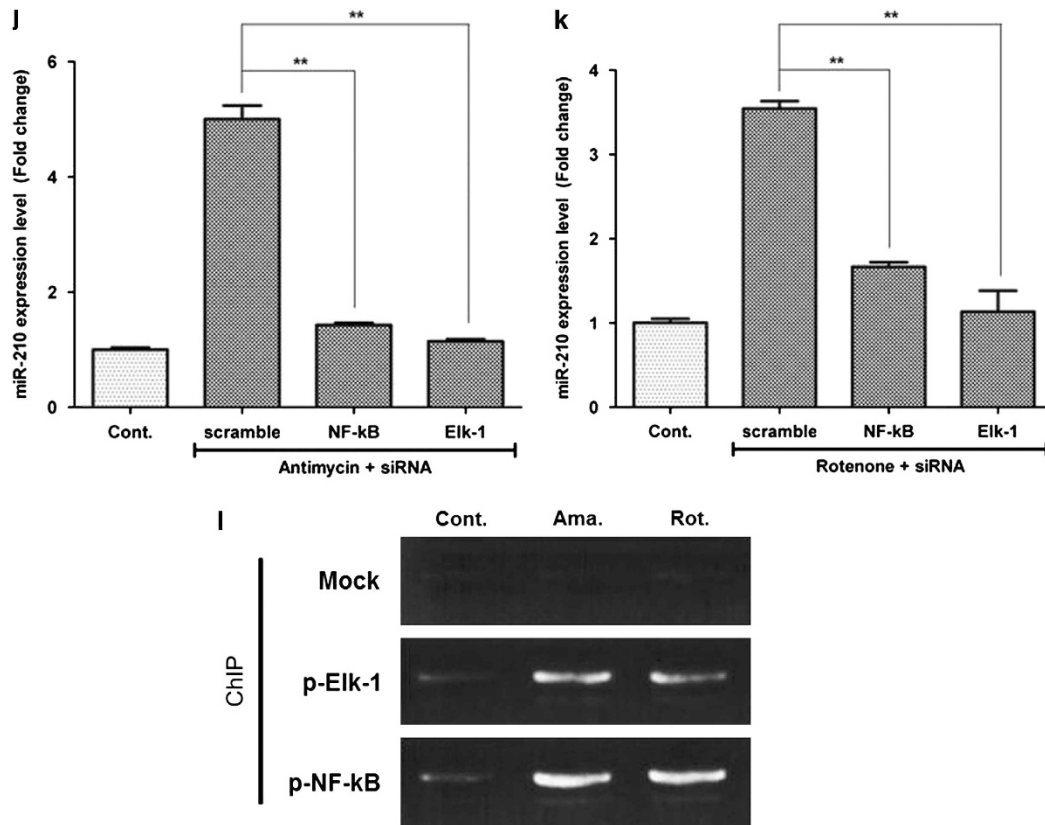 J
**
**
miR-210 expression level (Fold change)
6
4
2
0
Cont.
scramble
NF-kB
Elk-1
Antimycin + siRNA
k
**
**
miR-210 expression level (Fold change)
4
3
2
1
0
Cont.
scramble
NF-kB
Elk-1
Rotenone + siRNA
l
Cont.
Ama.
Rot.
ChIP
Mock
p-Elk-1
p-NF-kB